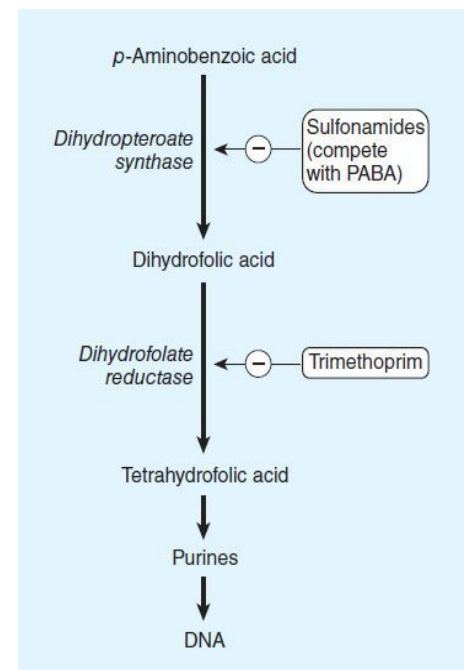 p-Aminobenzoic acid
Dihydropteroate
synthase
−
Sulfonamides
(compete
with PABA)
Dihydrofolic acid
Dihydrofolate
reductase
−
Trimethoprim
Tetrahydrofolic acid
Purines
DNA